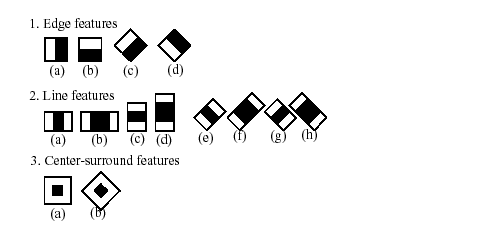 1. Edge features
(a) (b) (c) (d)
2. Line features
(a) (b) (c) (d) (e) (f) (g) (h)
3. Center-surround features
(a) (b)